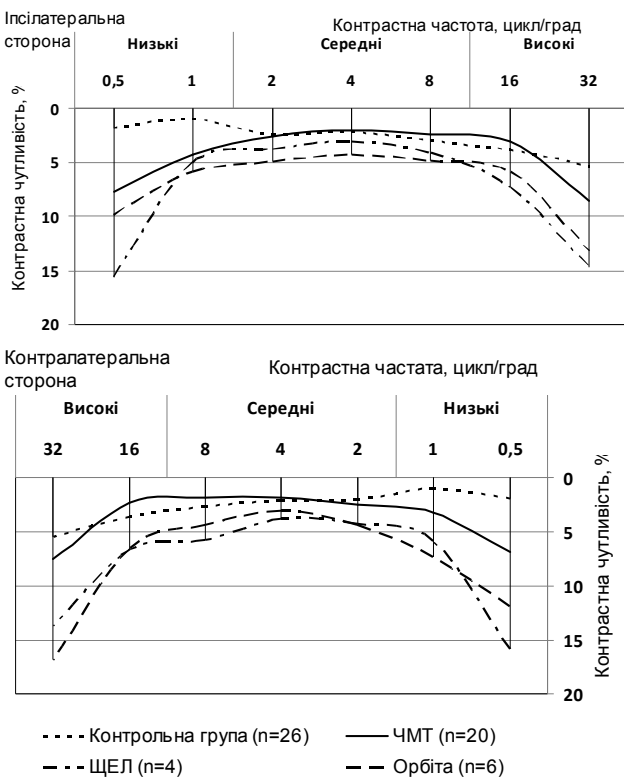 Іпсілатеральна
сторона
Контрастна частота, цикл/град
Низькі Середні Високі
0,5 1 2 4 8 16 32
Контрастна чутливість, %
0
5
10
15
20
Контралатеральна
сторона
Контрастна частата, цикл/град
Високі Середні Низькі
32 16 8 4 2 1 0,5
0
5
10
15
20
Контрастна чутливість, %
Контрольна група (n=26) ЧМТ (n=20)
ЩЕЛ (n=4) Орбіта (n=6)